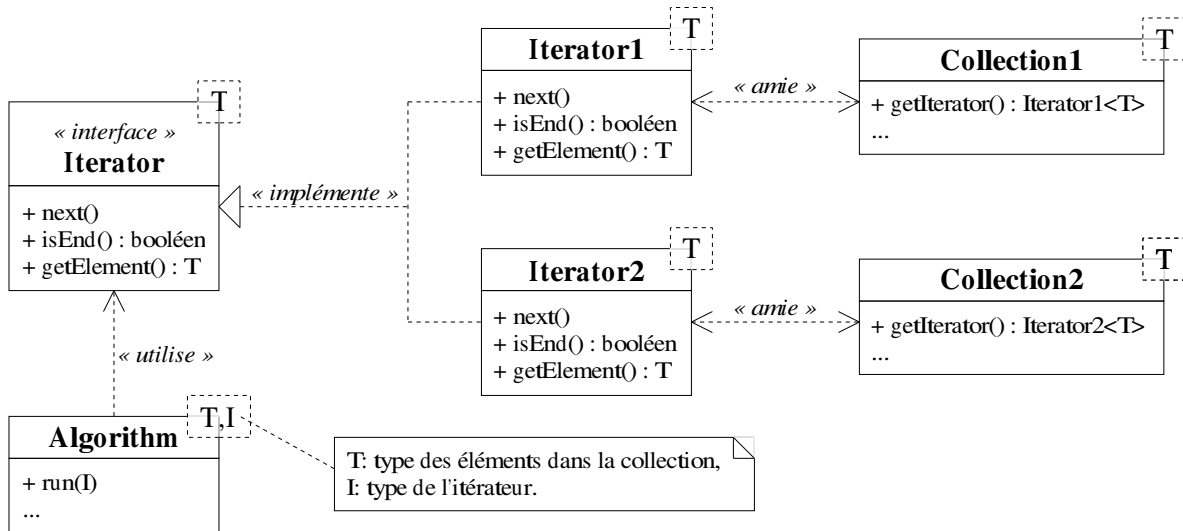 T
« interface »
Iterator
+ next()
+ isEnd() : booléen
+ getElement() : T
« implémente »
T
Iterator1
+ next()
+ isEnd() : booléen
+ getElement() : T
« amie »
T
Collection1
+ getIterator() : Iterator1<T>
...
T
Iterator2
+ next()
+ isEnd() : booléen
+ getElement() : T
« amie »
T
Collection2
+ getIterator() : Iterator2<T>
...
« utilise »
T,I
Algorithm
+ run(I)
...
T: type des éléments dans la collection,
I: type de l'itérateur.